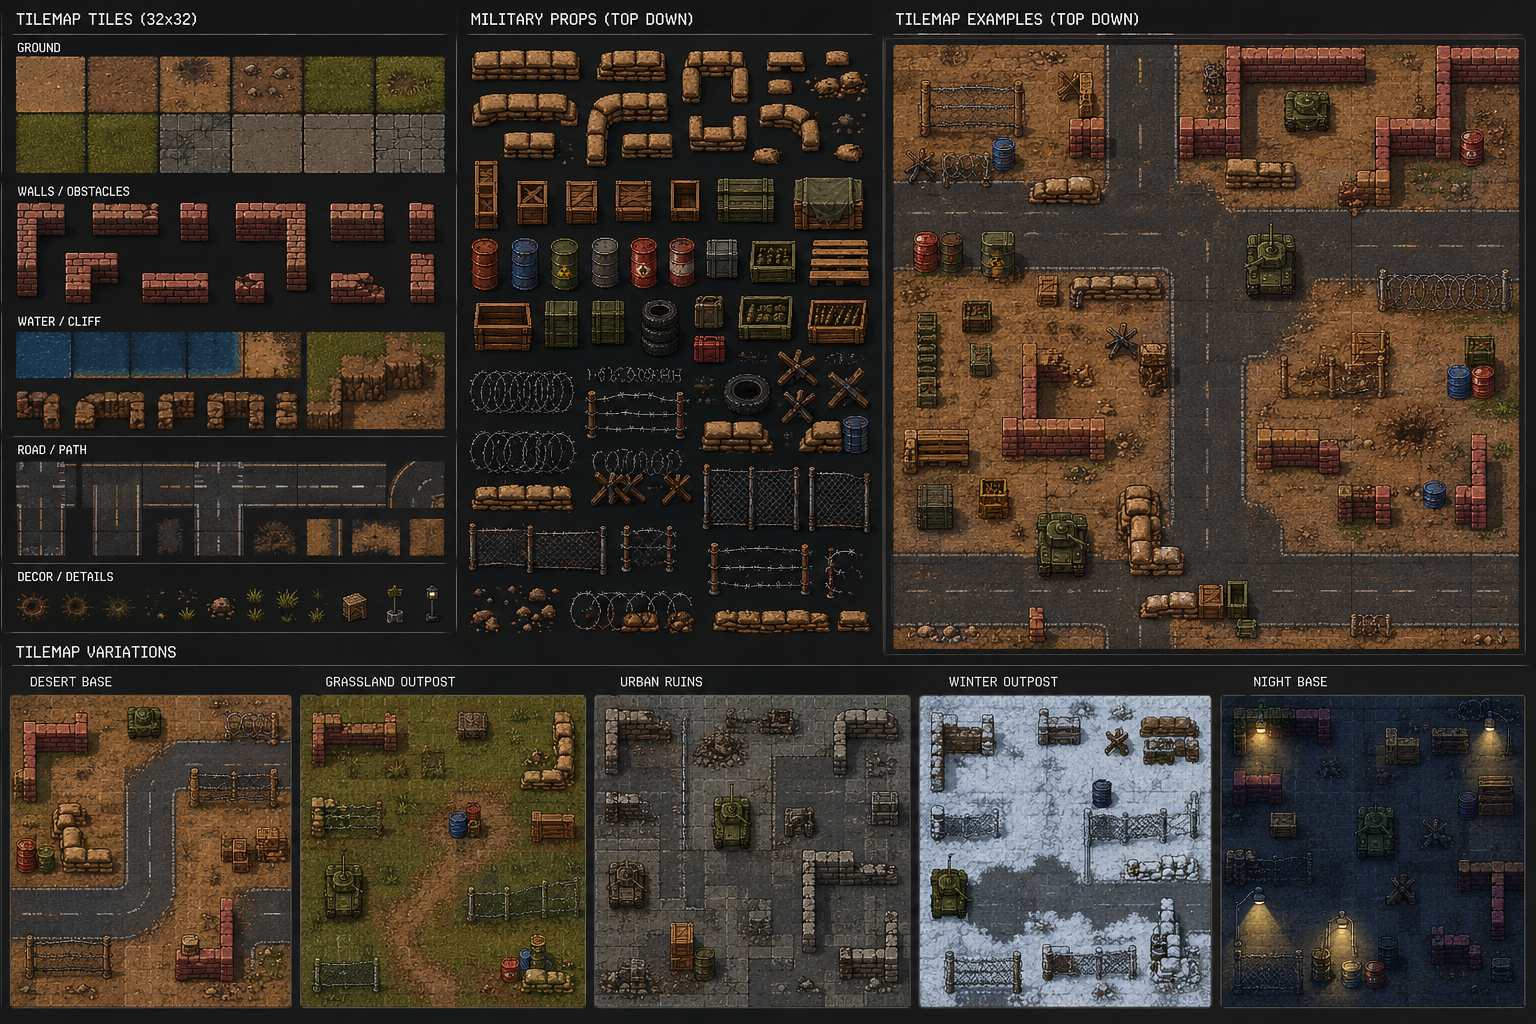 TILEMAP TILES (32x32)
GROUND
WALLS / OBSTACLES
WATER / CLIFF
ROAD / PATH
DECOR / DETAILS
MILITARY PROPS (TOP DOWN)
TILEMAP EXAMPLES (TOP DOWN)
TILEMAP VARIATIONS
DESERT BASE
GRASSLAND OUTPOST
URBAN RUINS
WINTER OUTPOST
NIGHT BASE